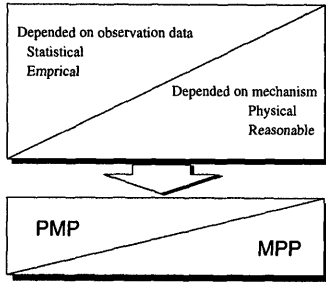 Depended on observation data
Statistical
Emprical
Depended on mechanism
Physical
Reasonable
PMP
MPP